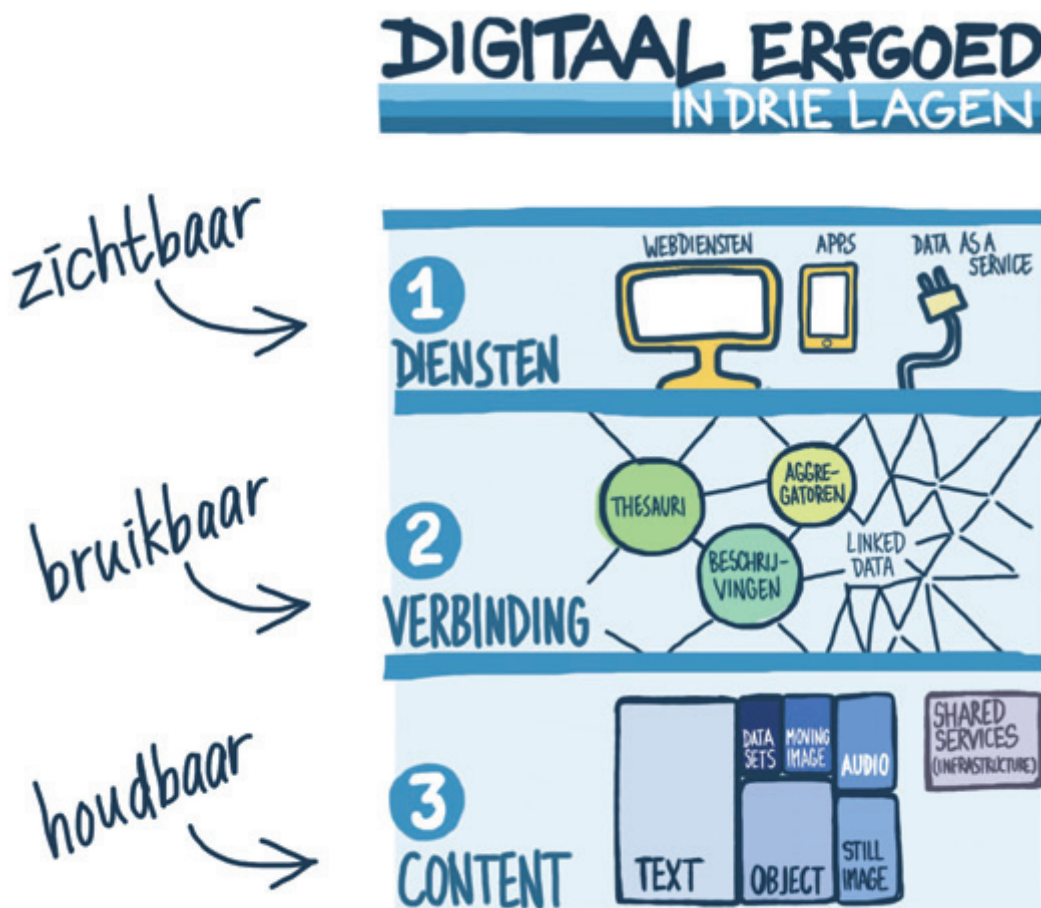 DIGITAAL ERFGOED
IN DRIE LAGEN
zichtbaar
1
DIENSTEN
WEBDIENSTEN
APPS
DATA AS A
SERVICE
bruikbaar
2
VERBINDING
THESAURI
AGGRE-
GATOREN
BESCHRIJ-
VINGEN
LINKED
DATA
houdbaar
3
CONTENT
TEXT
DATA
SETS
MOVING
IMAGE
AUDIO
OBJECT
STILL
IMAGE
SHARED
SERVICES
(INFRASTRUCTURE)